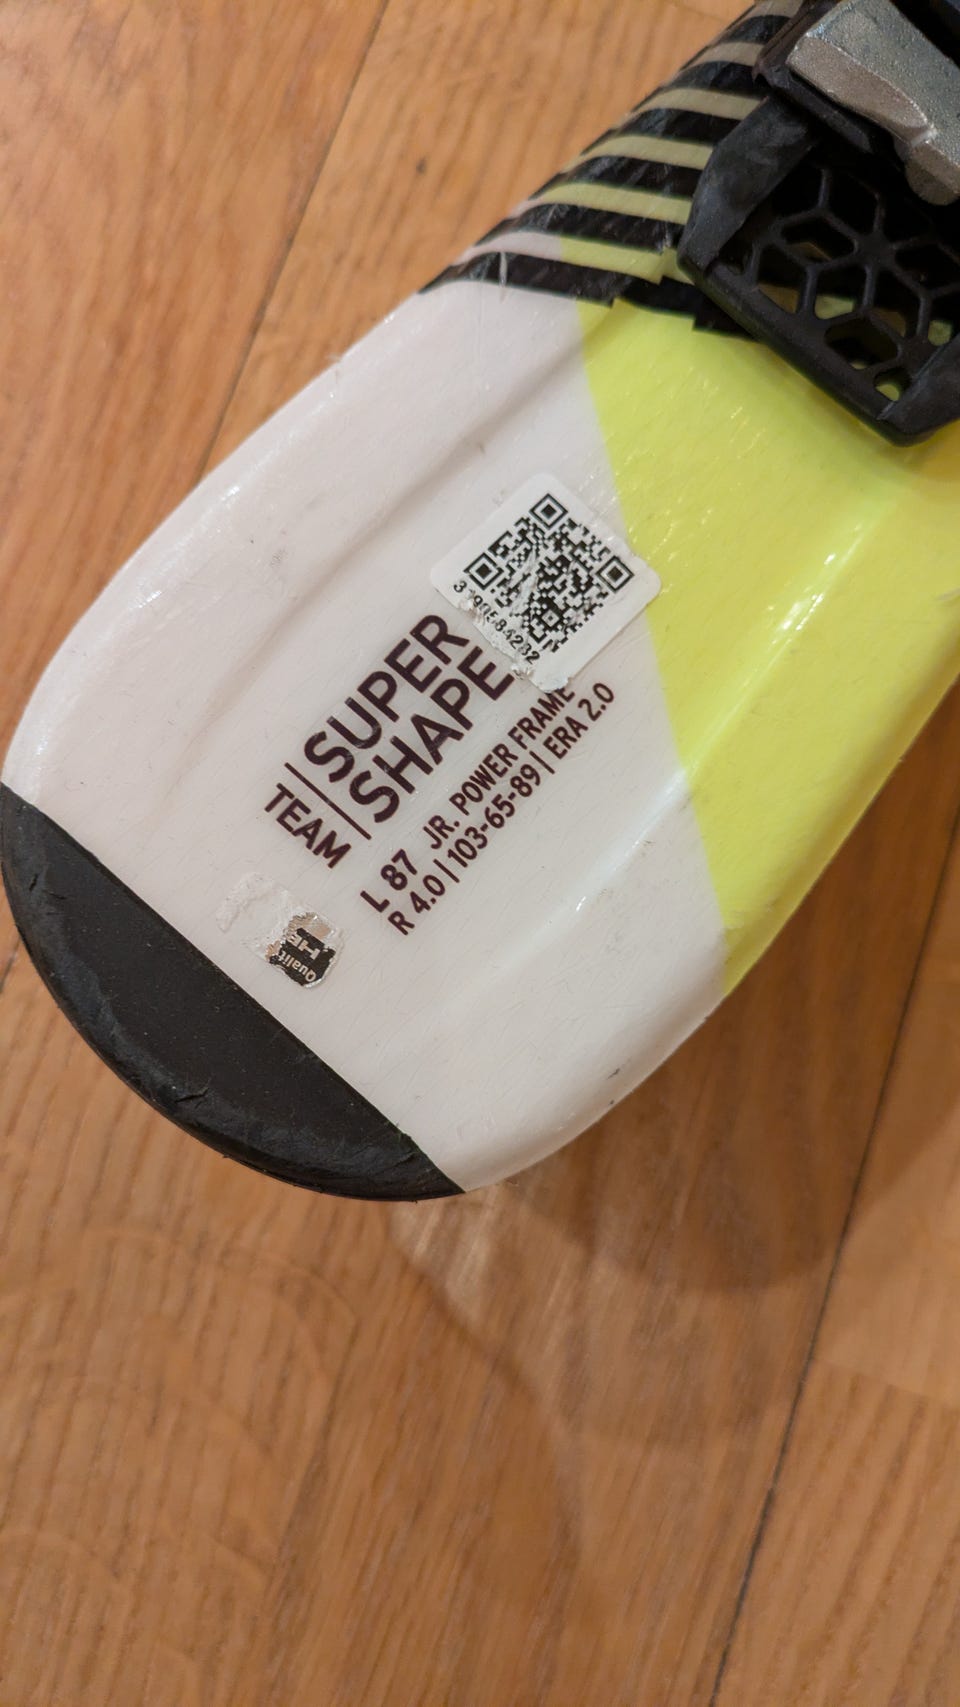 TEAM
SUPER
SHAPE
L 87 JR. POWER FRAME
R 4.0 | 103-65-89 | ERA 2.0